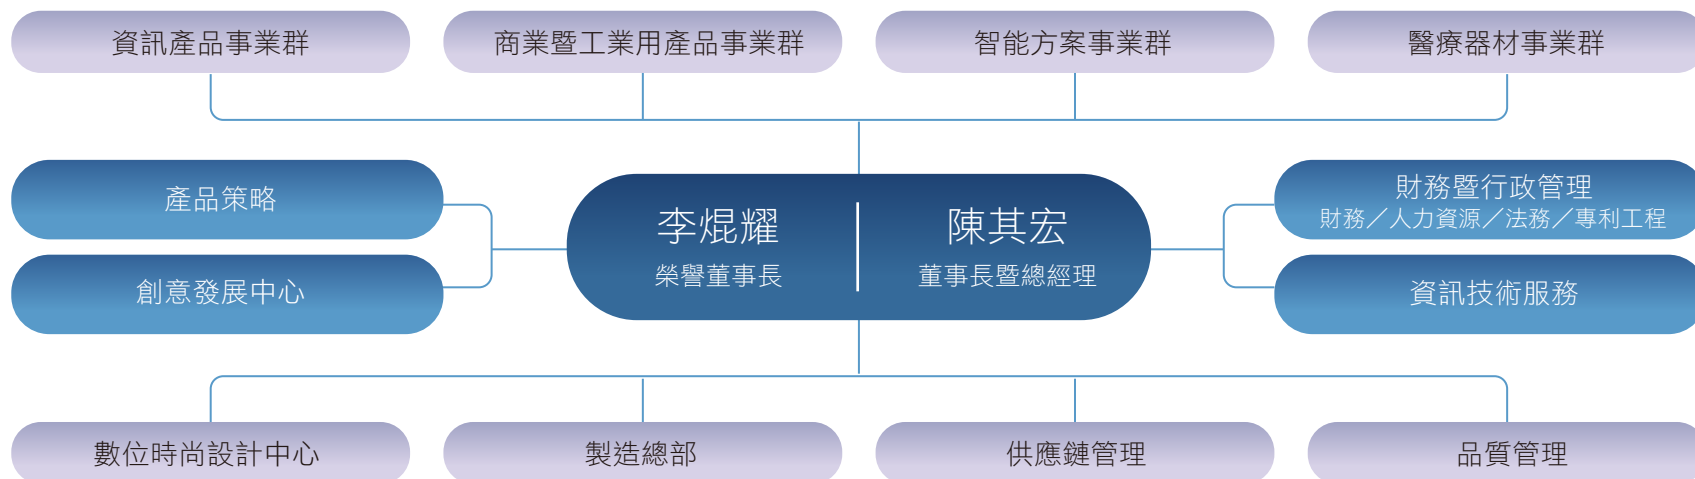 資訊產品事業群
商業暨工業用產品事業群
智能方案事業群
醫療器材事業群
產品策略
創意發展中心
李焜耀
榮譽董事長
陳其宏
董事長暨總經理
財務暨行政管理
財務／人力資源／法務／專利工程
資訊技術服務
數位時尚設計中心
製造總部
供應鏈管理
品質管理